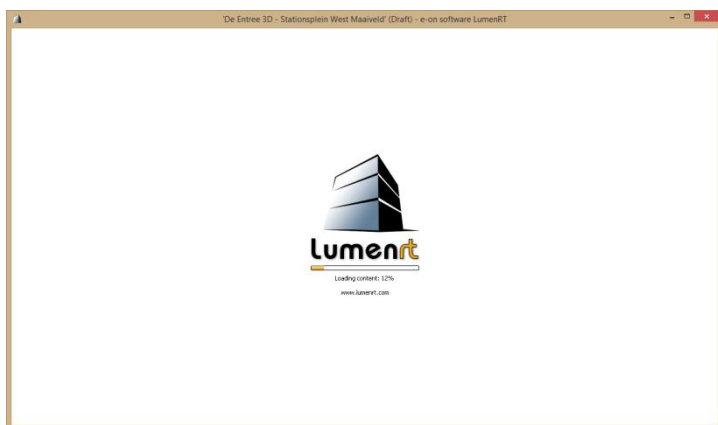 'De Entree 3D - Stationsplein West Maaiveld' (Draft) - e-on software LumenRT
Lumenrt
Loading content: 12%
www.lumenrt.com